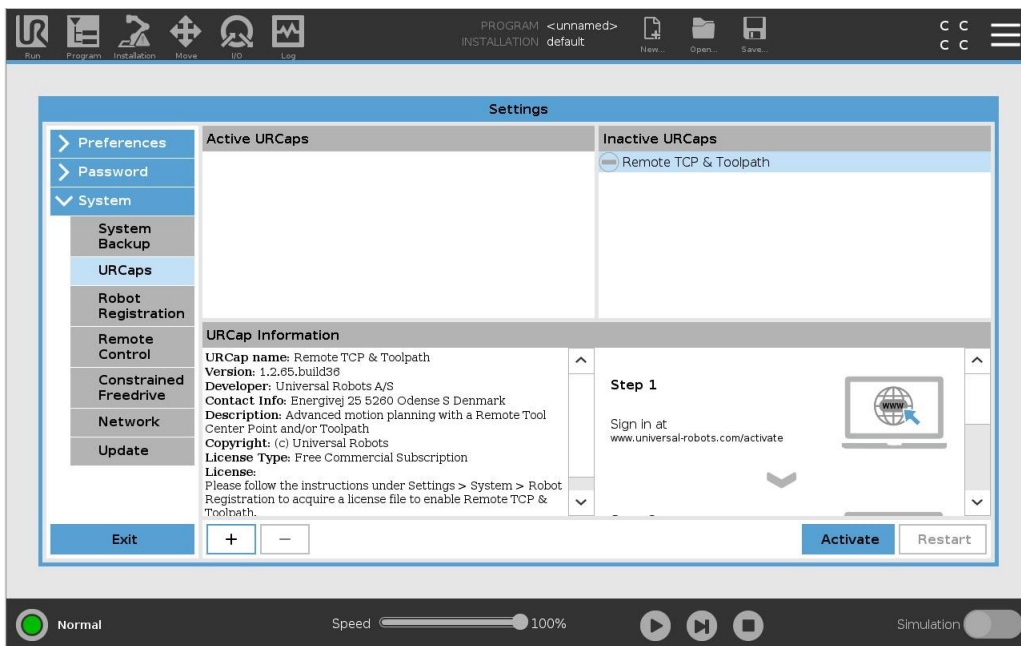 PROGRAM <unnamed>
INSTALLATION default
C C
C C
Run
Program
Installation
Move
I/O
Log
New...
Open...
Save...
Settings
Preferences
Password
System
System
Backup
URCaps
Robot
Registration
Remote
Control
Constrained
Freedrive
Network
Update
Exit
Active URCaps
Inactive URCaps
Remote TCP & Toolpath
URCap Information
URCap name: Remote TCP & Toolpath
Version: 1.2.65.build36
Developer: Universal Robots A/S
Contact Info: Energivej 25 5260 Odense S Denmark
Description: Advanced motion planning with a Remote Tool
Center Point and/or Toolpath
Copyright: (c) Universal Robots
License Type: Free Commercial Subscription
License:
Please follow the instructions under Settings > System > Robot
Registration to acquire a license file to enable Remote TCP &
Toolpath.
Step 1
Sign in at
www.universal-robots.com/activate
WWW
+
−
Activate
Restart
Normal
Speed 100%
Simulation